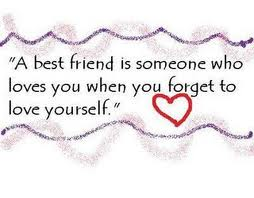 "A best friend is someone who
loves you when you forget to
love yourself."